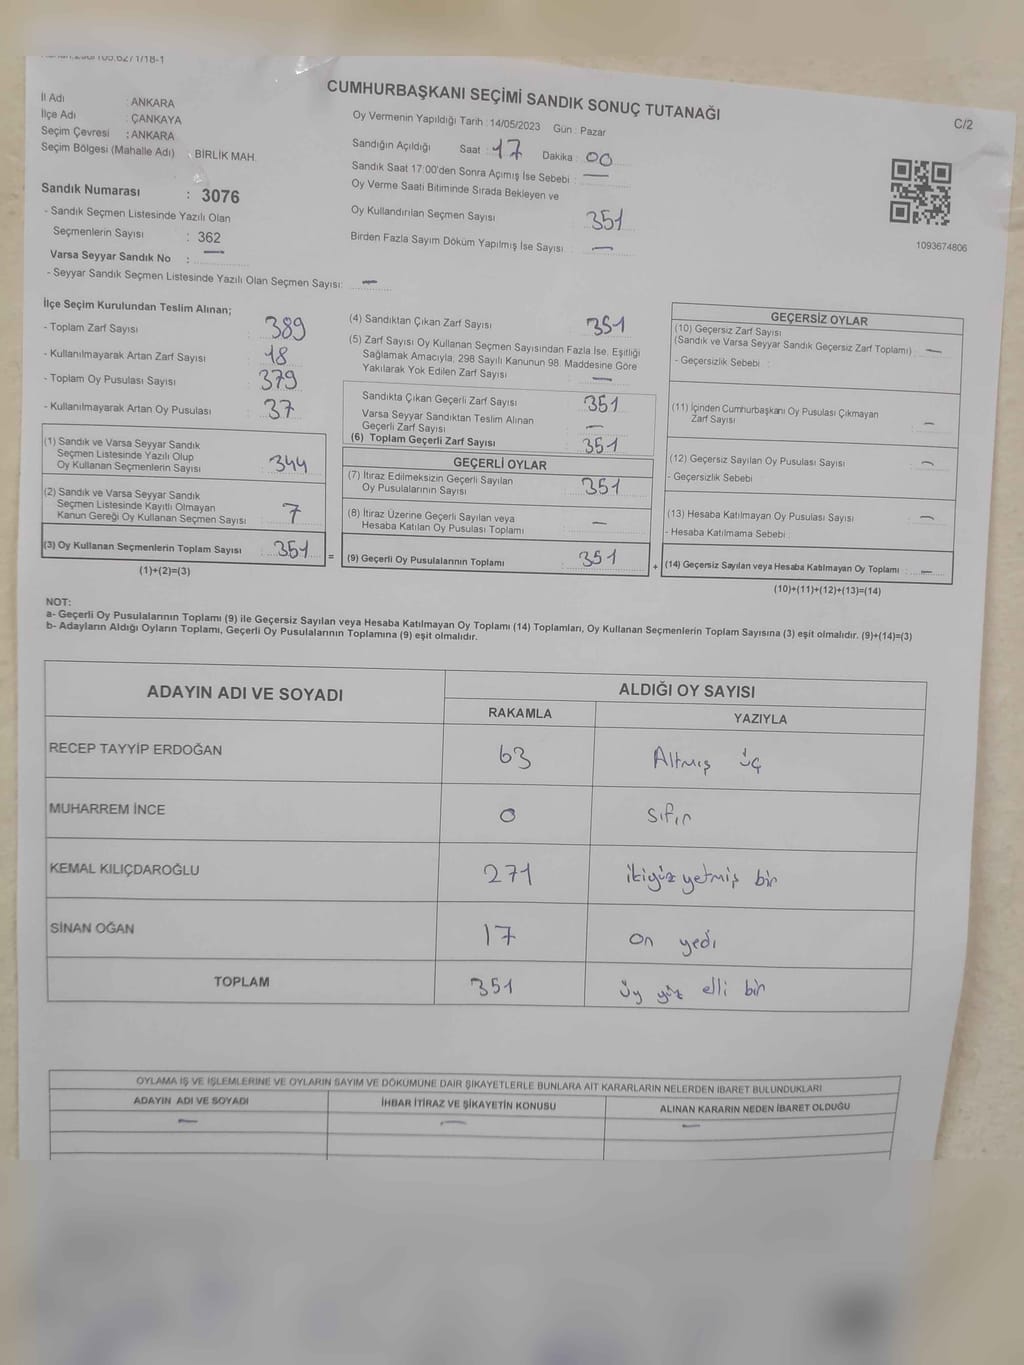 CUMHURBAŞKANI SEÇİMİ SANDIK SONUÇ TUTANAĞI
C/2
İl Adı : ANKARA
İlçe Adı : ÇANKAYA
Seçim Çevresi : ANKARA
Seçim Bölgesi (Mahalle Adı) : BİRLİK MAH.
Sandık Numarası : 3076
- Sandık Seçmen Listesinde Yazılı Olan
Seçmenlerin Sayısı : 362
Varsa Seyyar Sandık No : —
- Seyyar Sandık Seçmen Listesinde Yazılı Olan Seçmen Sayısı: —
Oy Vermenin Yapıldığı Tarih : 14/05/2023 Gün : Pazar
Sandığın Açıldığı Saat : 17 Dakika : 00
Sandık Saat 17:00'den Sonra Açımış İse Sebebi : —
Oy Verme Saati Bitiminde Sırada Bekleyen ve
Oy Kullandırılan Seçmen Sayısı 351
Birden Fazla Sayım Döküm Yapılmış İse Sayısı : —
1093674806
İlçe Seçim Kurulundan Teslim Alınan;
- Toplam Zarf Sayısı : 389
- Kullanılmayarak Artan Zarf Sayısı : 18
- Toplam Oy Pusulası Sayısı : 379
- Kullanılmayarak Artan Oy Pusulası : 37
(1) Sandık ve Varsa Seyyar Sandık
Seçmen Listesinde Yazılı Olup
Oy Kullanan Seçmenlerin Sayısı : 344
(2) Sandık ve Varsa Seyyar Sandık
Seçmen Listesinde Kayıtlı Olmayan
Kanun Gereği Oy Kullanan Seçmen Sayısı : 7
(3) Oy Kullanan Seçmenlerin Toplam Sayısı : 351 =
(1)+(2)=(3)
(4) Sandıktan Çıkan Zarf Sayısı : 351
(5) Zarf Sayısı Oy Kullanan Seçmen Sayısından Fazla İse, Eşitliği
Sağlamak Amacıyla, 298 Sayılı Kanunun 98. Maddesine Göre
Yakılarak Yok Edilen Zarf Sayısı : —
Sandıkta Çıkan Geçerli Zarf Sayısı : 351
Varsa Seyyar Sandıktan Teslim Alınan
Geçerli Zarf Sayısı : —
(6) Toplam Geçerli Zarf Sayısı : 351
GEÇERLİ OYLAR
(7) İtiraz Edilmeksizin Geçerli Sayılan
Oy Pusulalarının Sayısı : 351
(8) İtiraz Üzerine Geçerli Sayılan veya
Hesaba Katılan Oy Pusulası Toplamı : —
(9) Geçerli Oy Pusulalarının Toplamı : 351 +
GEÇERSİZ OYLAR
(10) Geçersiz Zarf Sayısı
(Sandık ve Varsa Seyyar Sandık Geçersiz Zarf Toplamı) : —
- Geçersizlik Sebebi :
(11) İçinden Cumhurbaşkanı Oy Pusulası Çıkmayan
Zarf Sayısı : —
(12) Geçersiz Sayılan Oy Pusulası Sayısı : —
- Geçersizlik Sebebi :
(13) Hesaba Katılmayan Oy Pusulası Sayısı : —
- Hesaba Katılmama Sebebi :
(14) Geçersiz Sayılan veya Hesaba Katılmayan Oy Toplamı : —
(10)+(11)+(12)+(13)=(14)
NOT:
a- Geçerli Oy Pusulalarının Toplamı (9) ile Geçersiz Sayılan veya Hesaba Katılmayan Oy Toplamı (14) Toplamları, Oy Kullanan Seçmenlerin Toplam Sayısına (3) eşit olmalıdır. (9)+(14)=(3)
b- Adayların Aldığı Oyların Toplamı, Geçerli Oy Pusulalarının Toplamına (9) eşit olmalıdır.
ADAYIN ADI VE SOYADI ALDIĞI OY SAYISI
RAKAMLA YAZIYLA
RECEP TAYYİP ERDOĞAN 63 Altmış üç
MUHARREM İNCE 0 sıfır
KEMAL KILIÇDAROĞLU 271 ikiyüz yetmiş bir
SİNAN OĞAN 17 on yedi
TOPLAM 351 üy yüz elli bir
OYLAMA İŞ VE İŞLEMLERİNE VE OYLARIN SAYIM VE DÖKÜMÜNE DAİR ŞİKAYETLERLE BUNLARA AİT KARARLARIN NELERDEN İBARET BULUNDUKLARI
ADAYIN ADI VE SOYADI İHBAR İTİRAZ VE ŞİKAYETİN KONUSU ALINAN KARARIN NEDEN İBARET OLDUĞU
— — —